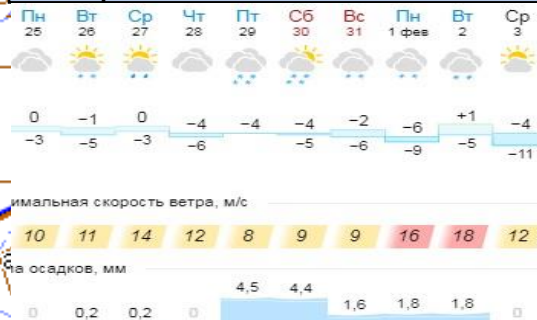 Пн Вт Ср Чт Пт Сб Вс Пн Вт Ср
25 26 27 28 29 30 31 1 фев 2 3
0 −1 0 −4 −4 −4 −2 −6 +1 −4
−3 −5 −3 −6 −5 −6 −9 −5 −11
имальная скорость ветра, м/с
10 11 14 12 8 9 9 16 18 12
а осадков, мм
4,5 4,4
1,6 1,8 1,8
0 0,2 0,2 0 0